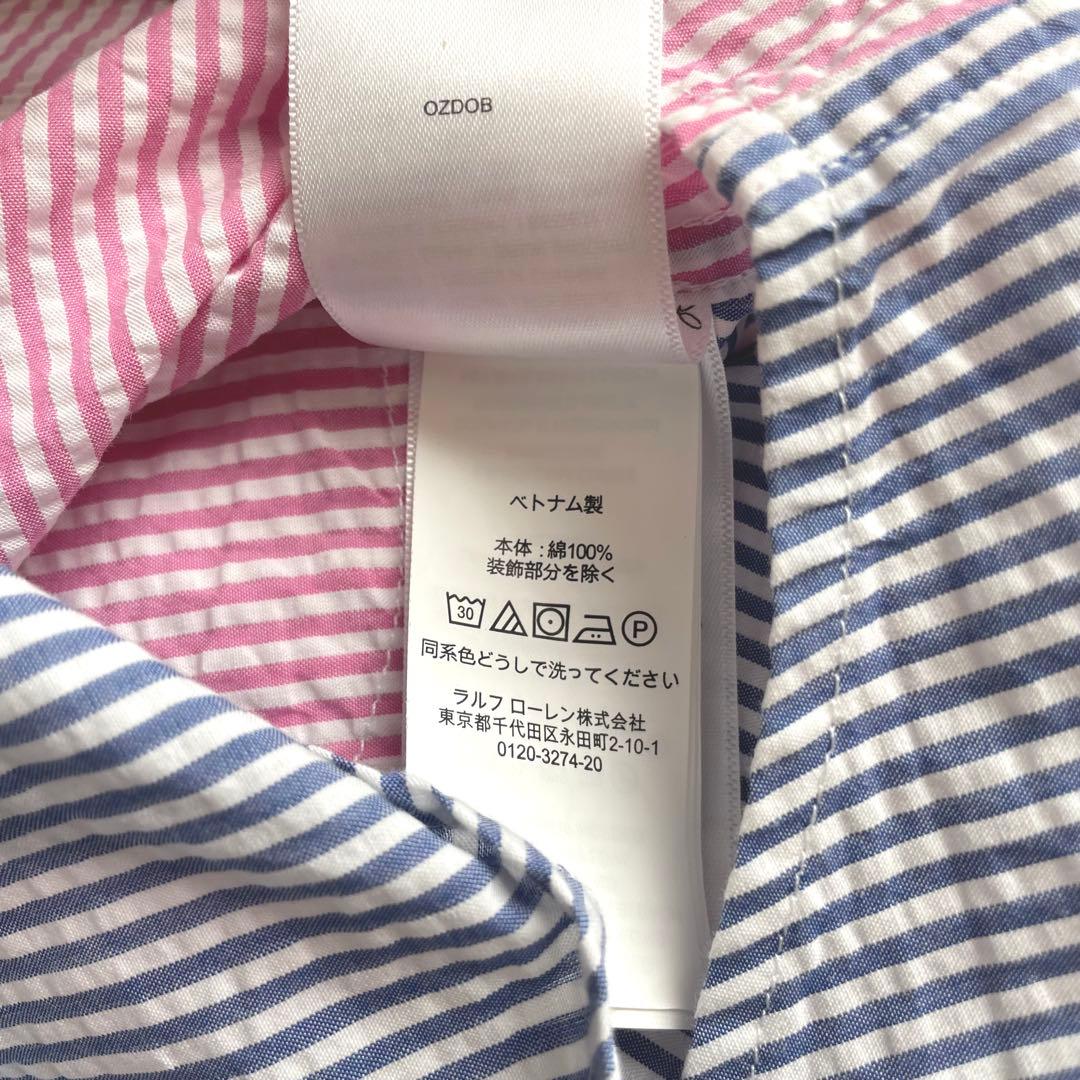 OZDOB
ベトナム製
本体 : 綿100%
装飾部分を除く
30 P
同系色どうしで洗ってください
ラルフ ローレン株式会社
東京都千代田区永田町2-10-1
0120-3274-20